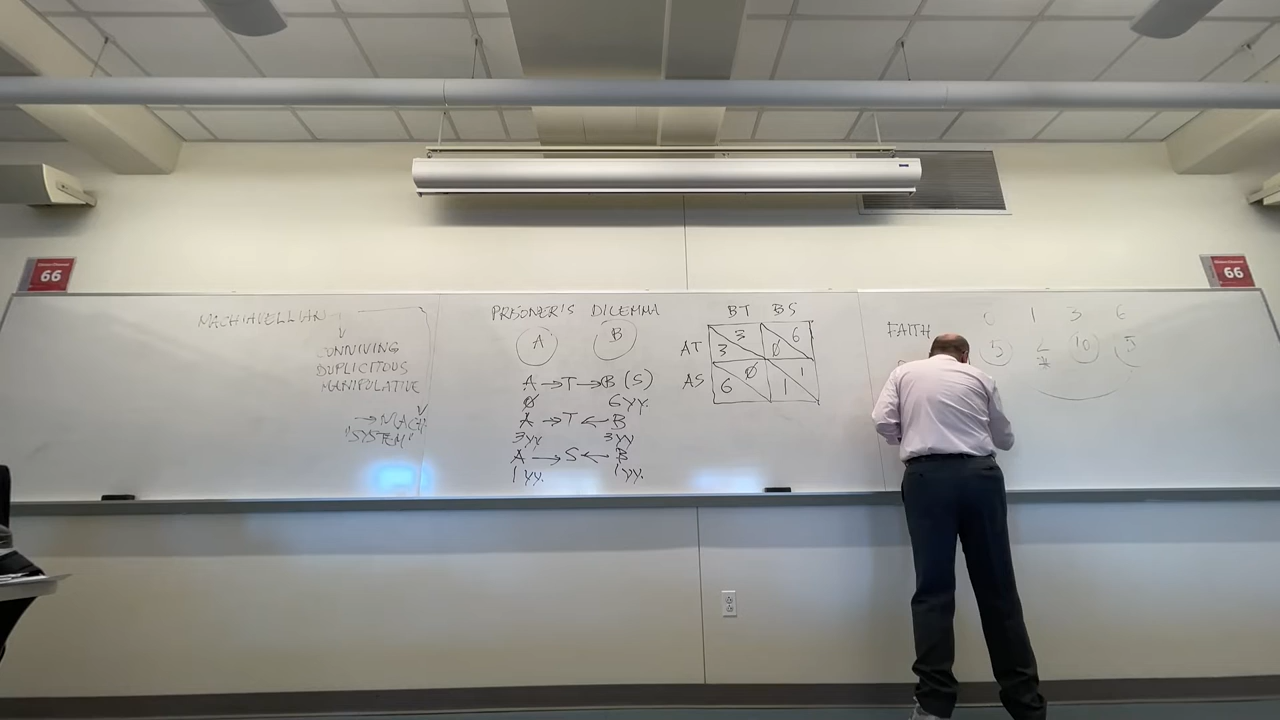 66
66
MACHIAVELLIAN
CONNIVING
DUPLICITOUS
MANIPULATIVE
→ MACH
"SYSTEM"
PRISONER'S DILEMMA
A B
A → T → B (S)
Ø 6yy.
A → T ← B
3yy 3yy
A → S ← B
1yy. 1yy.
BT BS
AT 3 3 Ø 6
AS 6 Ø 1 1
FAITH
0 1 3 6
5 10 5